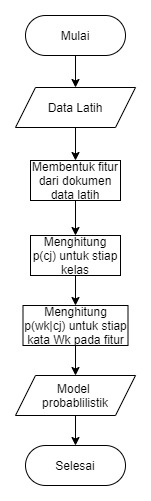 Mulai
Data Latih
Membentuk fitur
dari dokumen
data latih
Menghitung
p(cj) untuk stiap
kelas
Menghitung
p(wk|cj) untuk stiap
kata Wk pada fitur
Model
probablilistik
Selesai